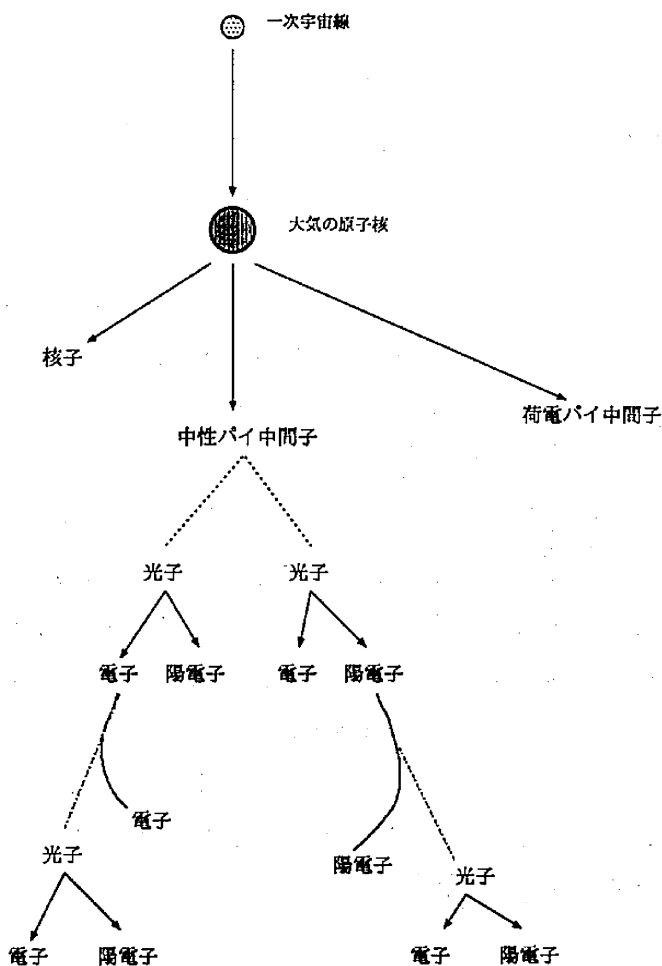 一次宇宙線
大気の原子核
核子
荷電パイ中間子
中性パイ中間子
光子
光子
電子
陽電子
電子
陽電子
電子
光子
陽電子
光子
電子
陽電子
電子
陽電子